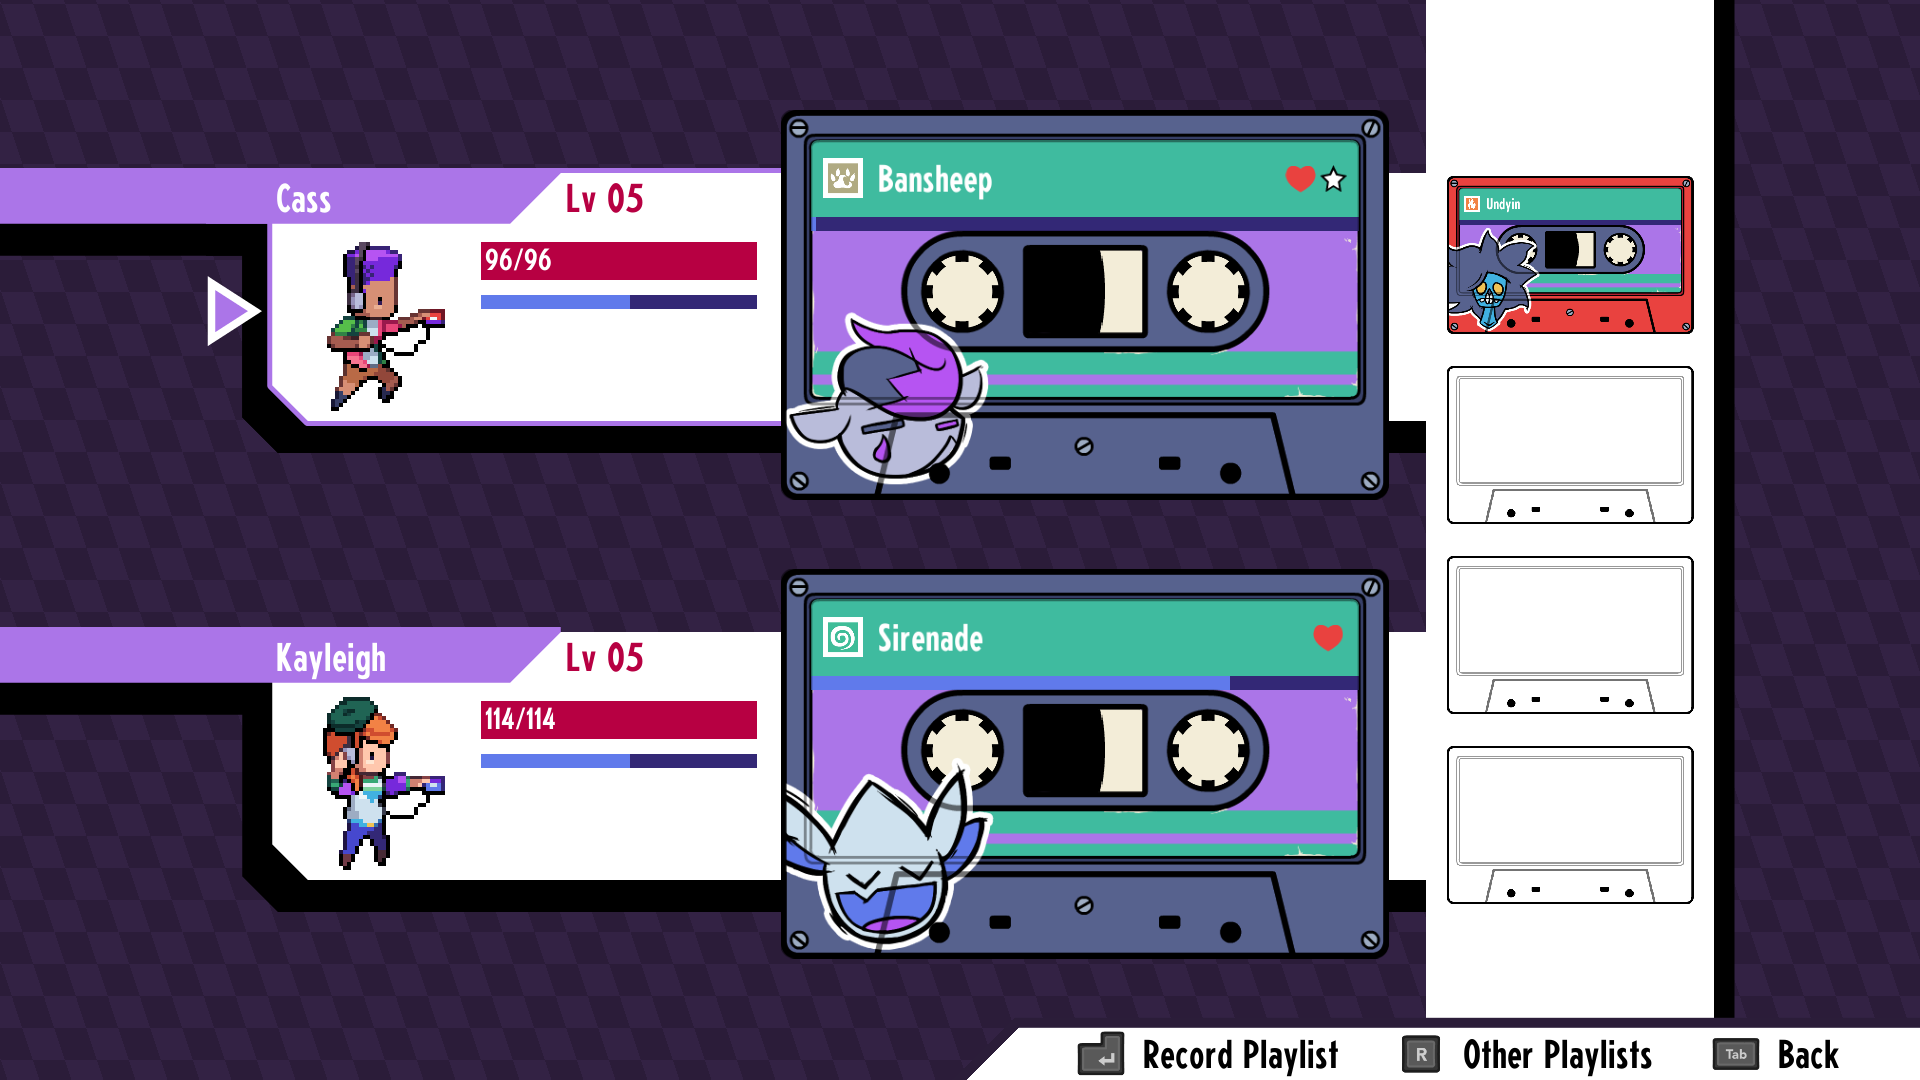 Cass
Lv 05
96/96
Bansheep
Undyin
Kayleigh
Lv 05
114/114
Sirenade
Record Playlist
R Other Playlists
Tab Back